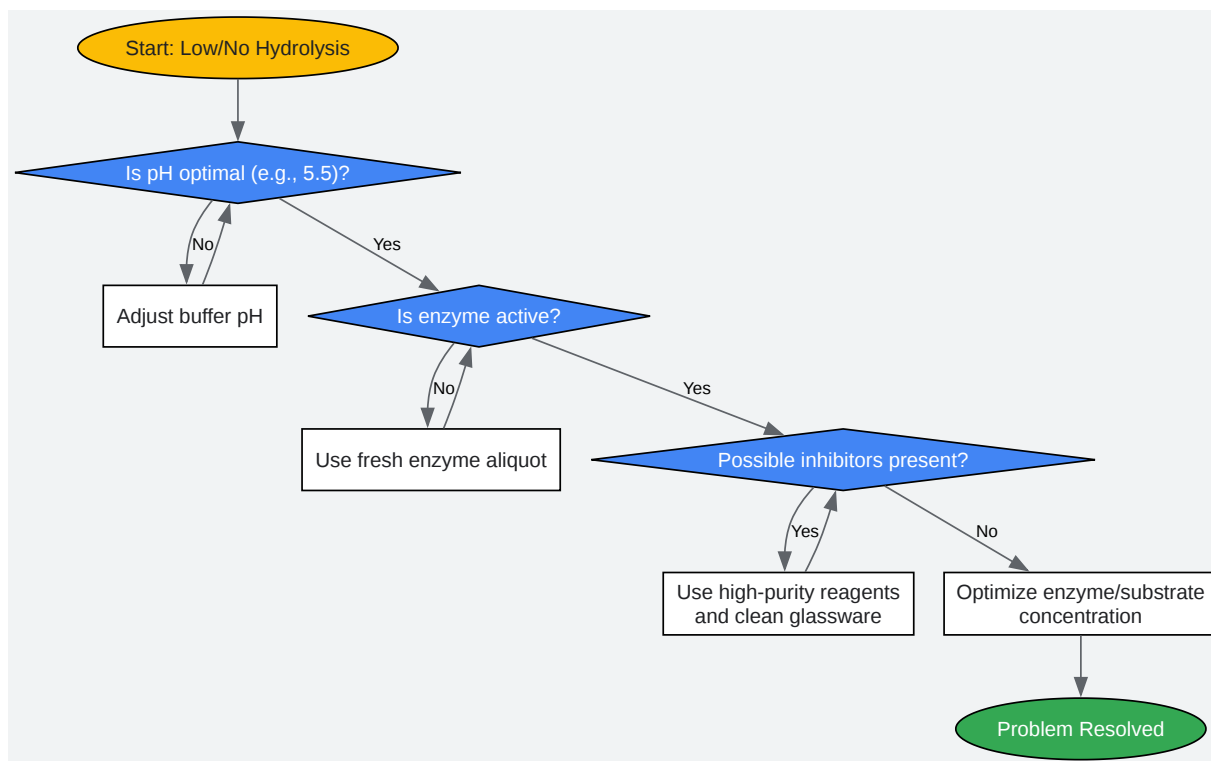 Start: Low/No Hydrolysis
Is pH optimal (e.g., 5.5)?
No
Yes
Adjust buffer pH
Is enzyme active?
No
Yes
Use fresh enzyme aliquot
Possible inhibitors present?
Yes
No
Use high-purity reagents
and clean glassware
Optimize enzyme/substrate
concentration
Problem Resolved